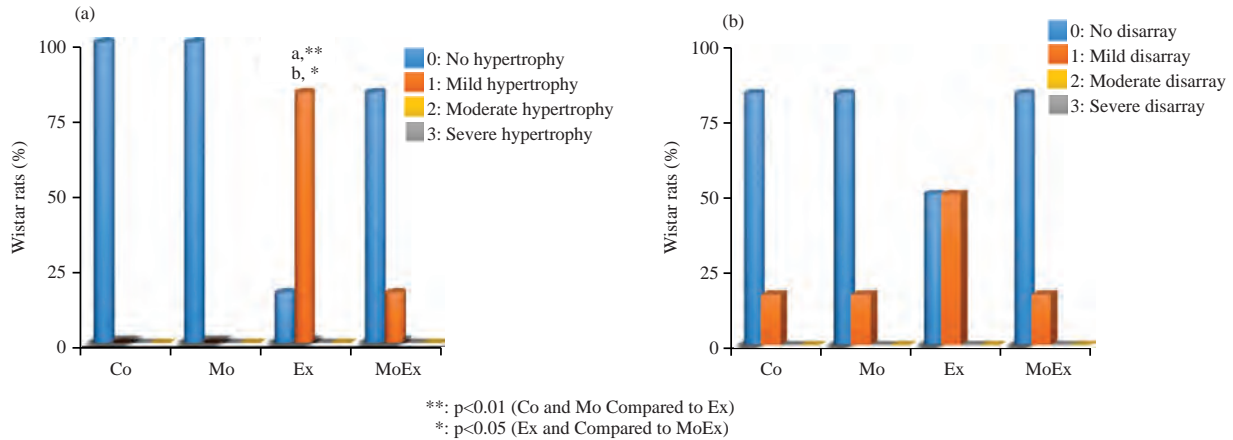 (a)
Wistar rats (%)
100
75
50
25
0
a,**
b, *
0: No hypertrophy
1: Mild hypertrophy
2: Moderate hypertrophy
3: Severe hypertrophy
Co Mo Ex MoEx
(b)
Wistar rats (%)
100
75
50
25
0
0: No disarray
1: Mild disarray
2: Moderate disarray
3: Severe disarray
Co Mo Ex MoEx
**: p<0.01 (Co and Mo Compared to Ex)
*: p<0.05 (Ex and Compared to MoEx)